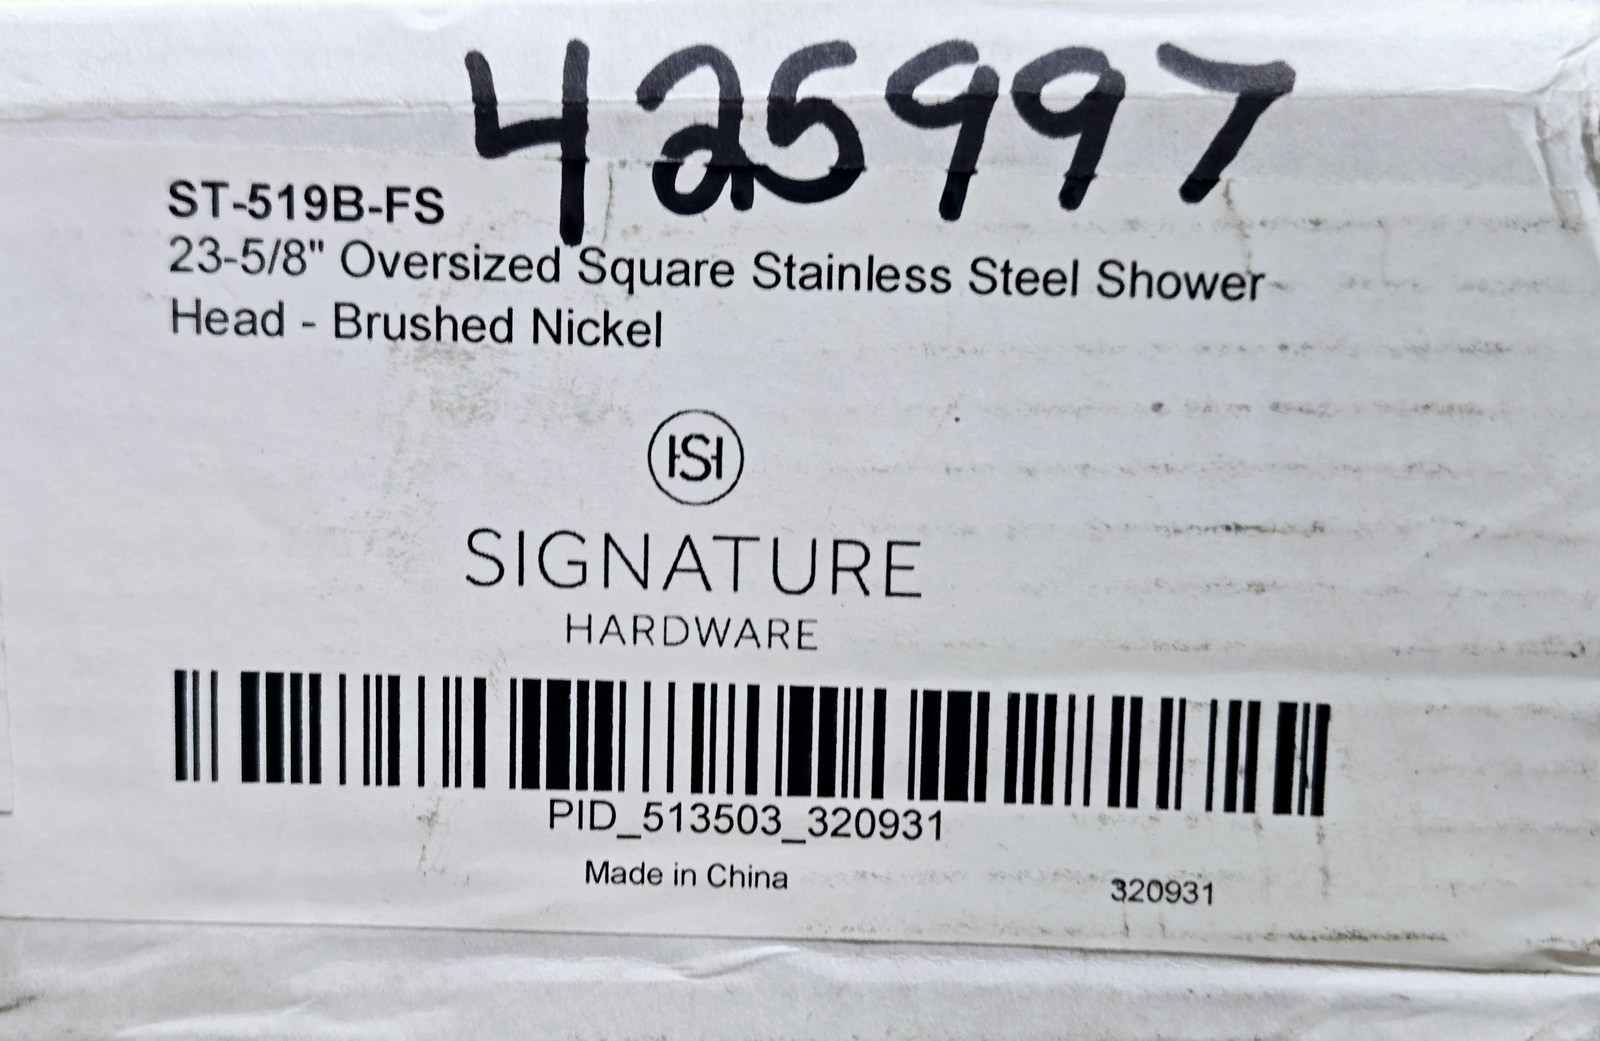 425997
ST-519B-FS
23-5/8" Oversized Square Stainless Steel Shower
Head - Brushed Nickel
HSH
SIGNATURE
HARDWARE
PID_513503_320931
Made in China
320931